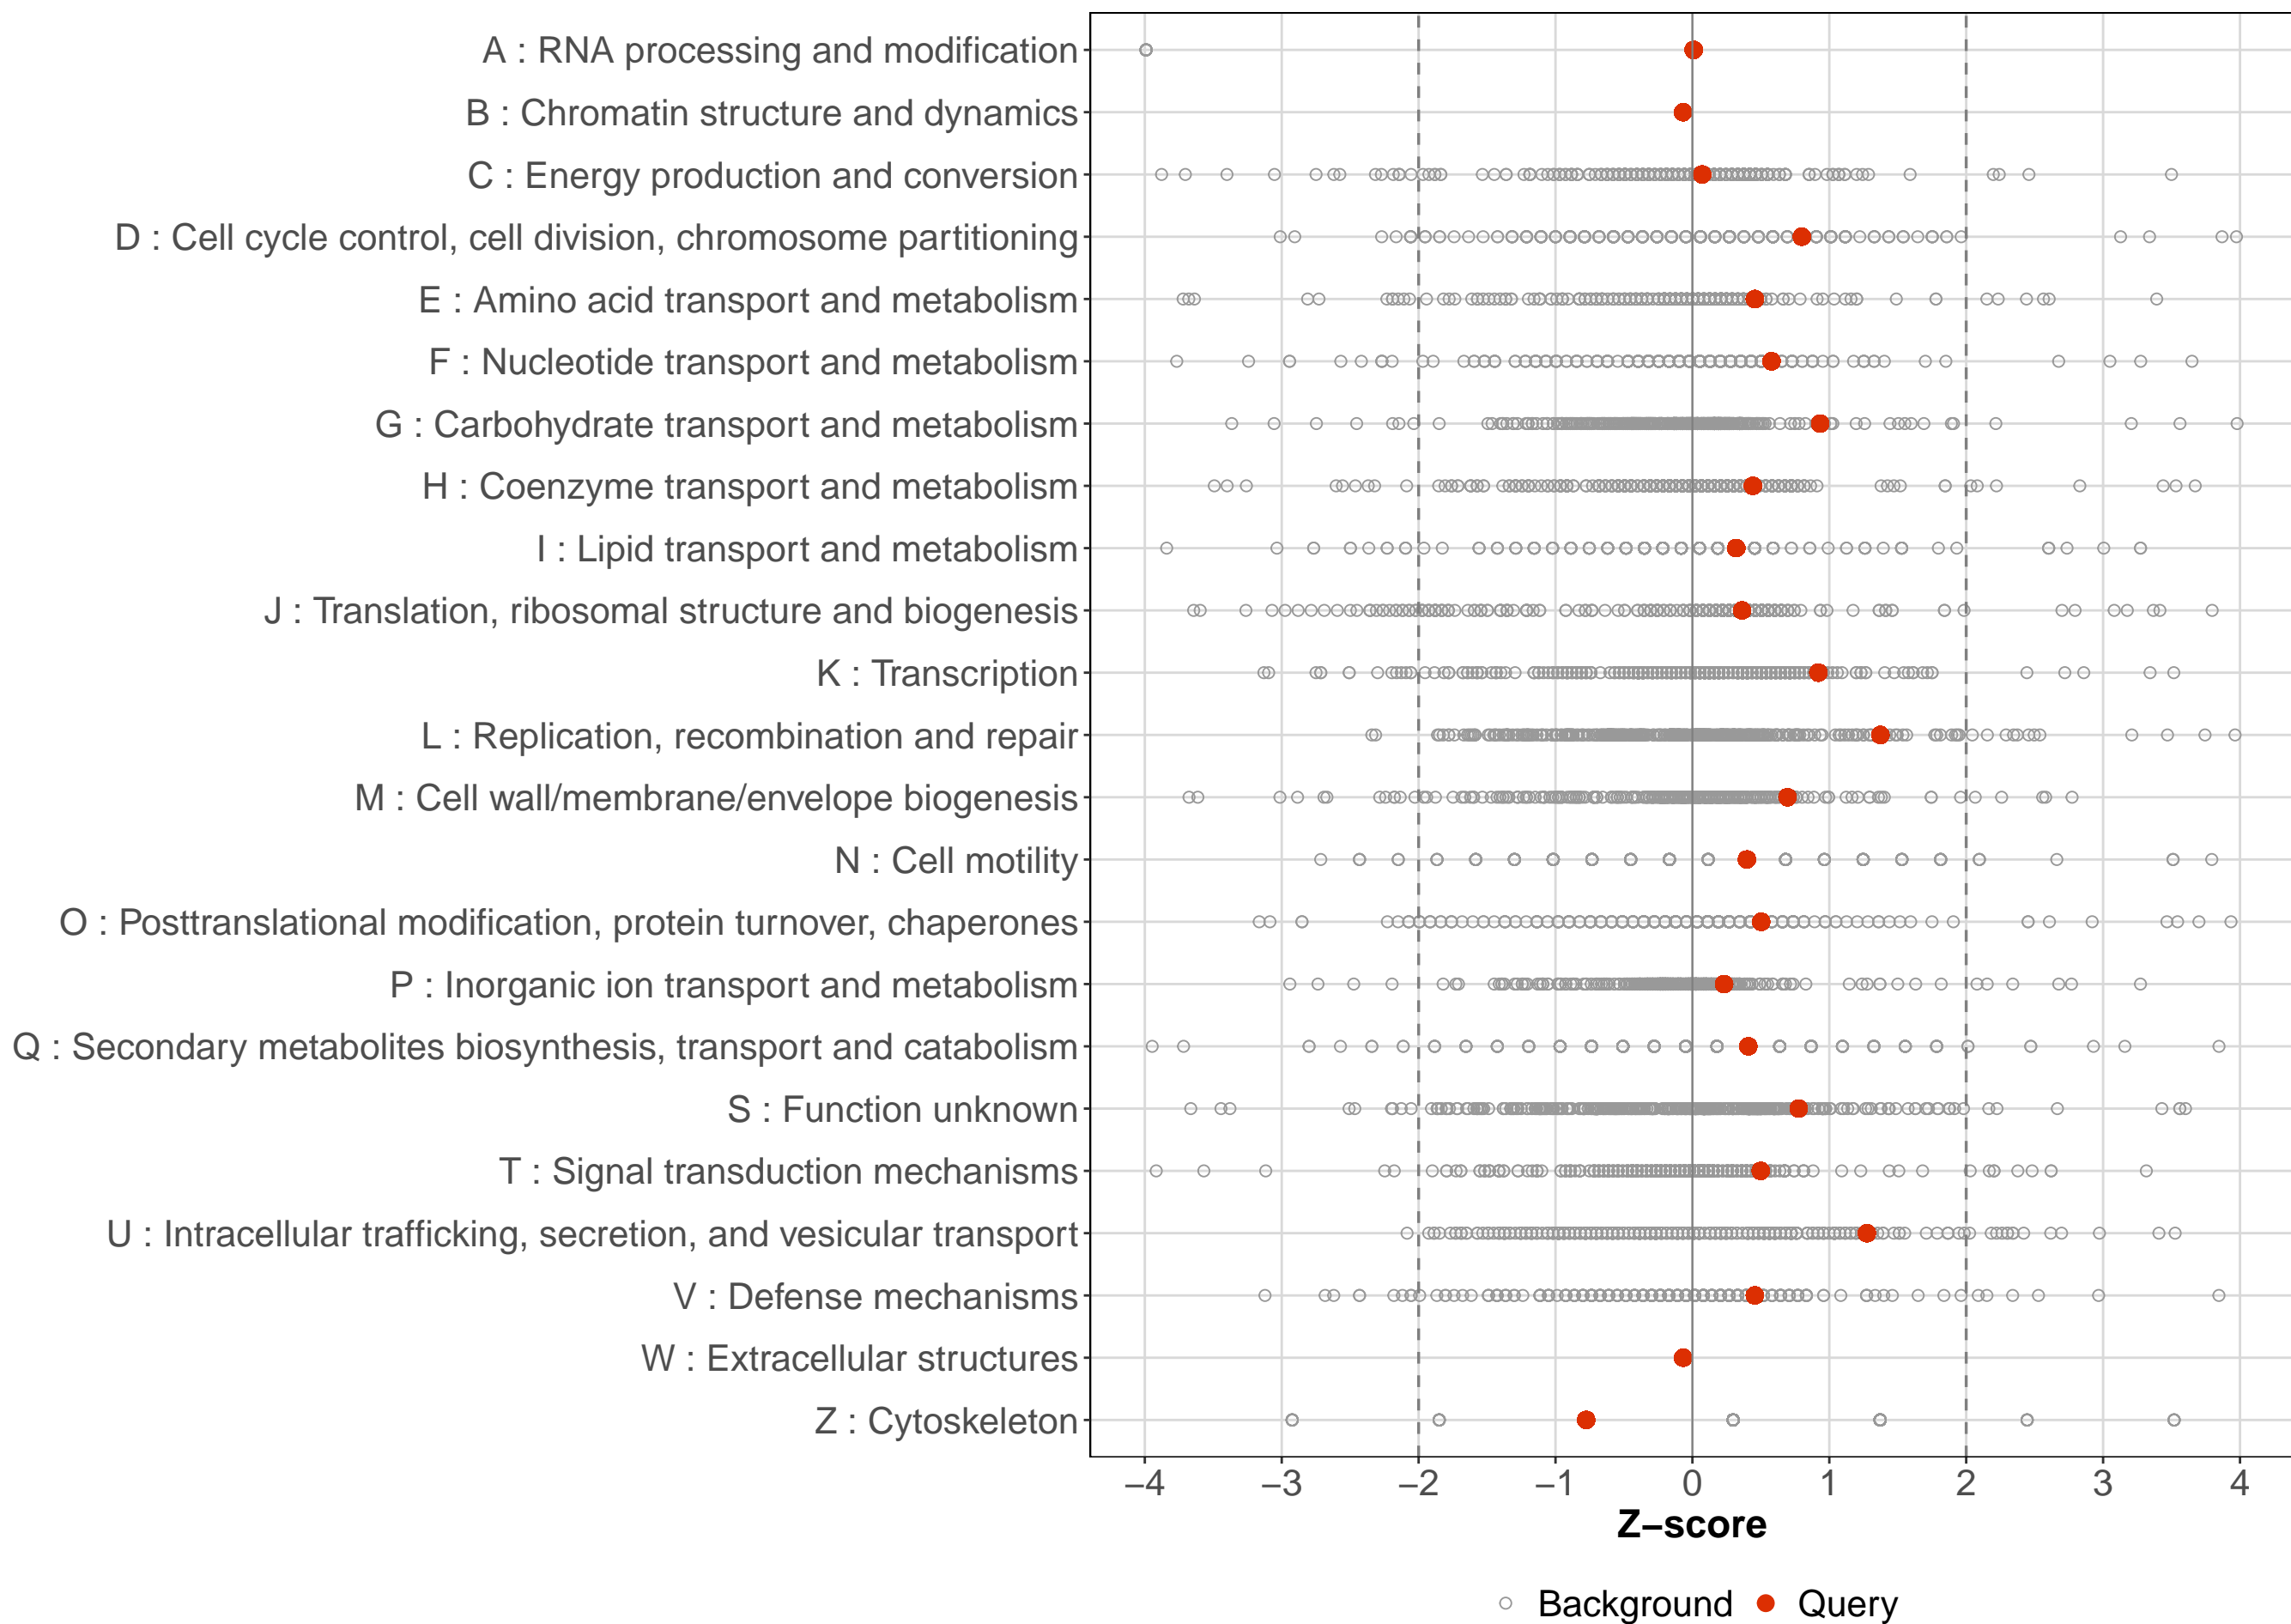 A : RNA processing and modification
B : Chromatin structure and dynamics
C : Energy production and conversion
D : Cell cycle control, cell division, chromosome partitioning
E : Amino acid transport and metabolism
F : Nucleotide transport and metabolism
G : Carbohydrate transport and metabolism
H : Coenzyme transport and metabolism
I : Lipid transport and metabolism
J : Translation, ribosomal structure and biogenesis
K : Transcription
L : Replication, recombination and repair
M : Cell wall/membrane/envelope biogenesis
N : Cell motility
O : Posttranslational modification, protein turnover, chaperones
P : Inorganic ion transport and metabolism
Q : Secondary metabolites biosynthesis, transport and catabolism
S : Function unknown
T : Signal transduction mechanisms
U : Intracellular trafficking, secretion, and vesicular transport
V : Defense mechanisms
W : Extracellular structures
Z : Cytoskeleton
−4 −3 −2 −1 0 1 2 3 4
Z−score
Background Query